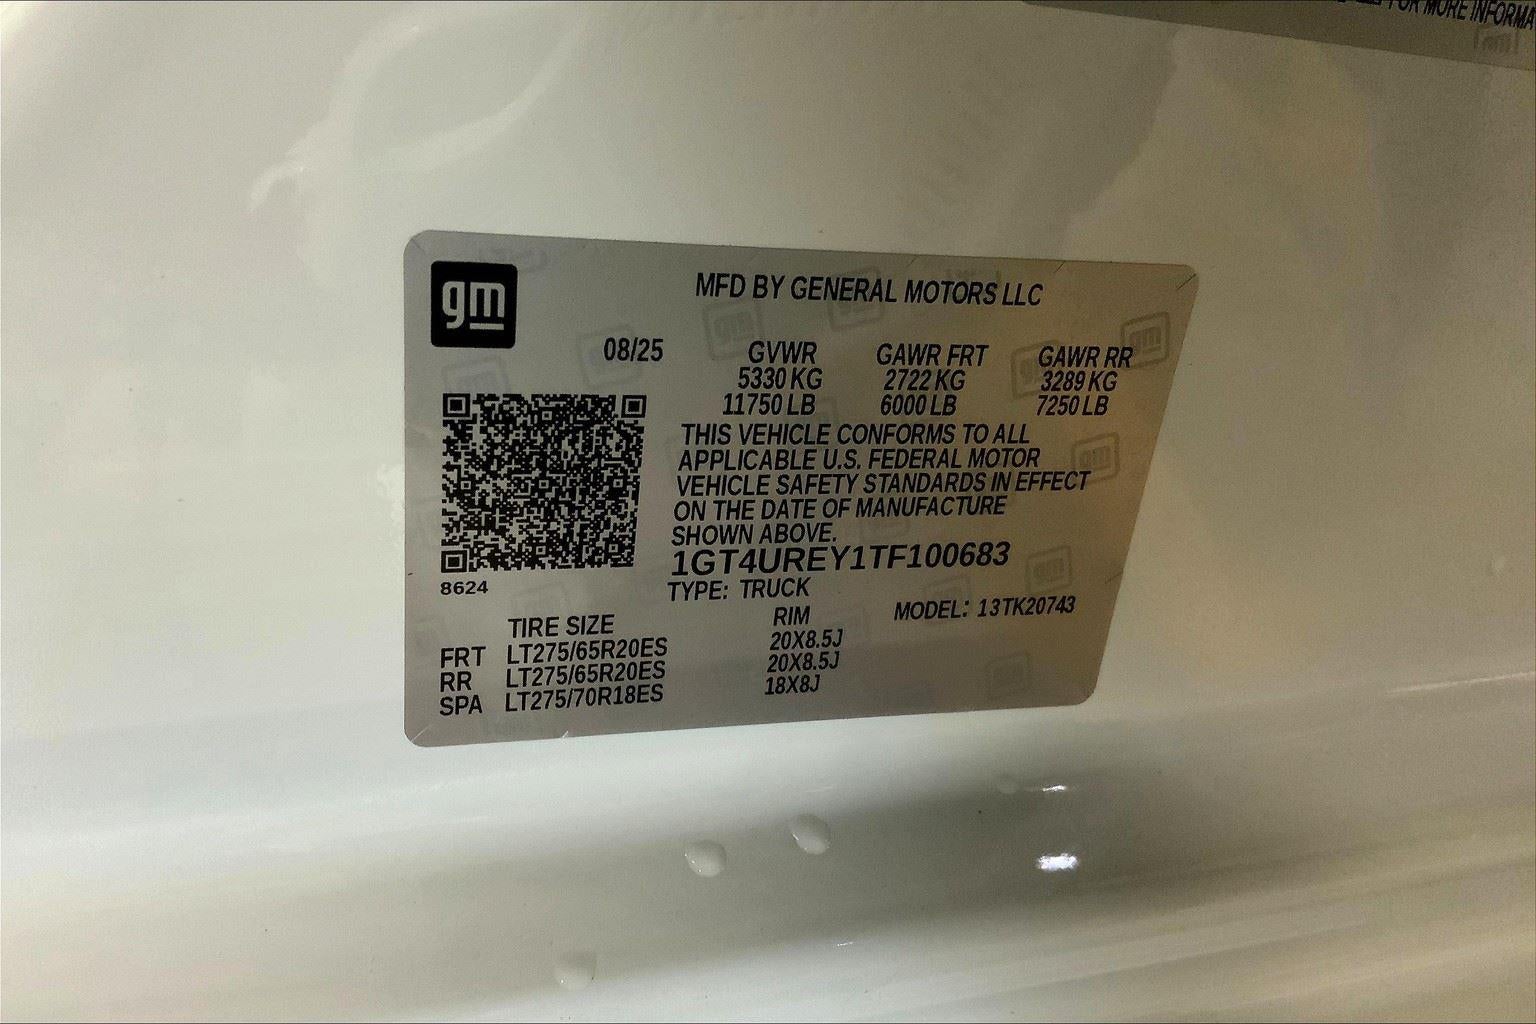 FOR MORE INFORMA
gm
MFD BY GENERAL MOTORS LLC
08/25 GVWR GAWR FRT GAWR RR
5330 KG 2722 KG 3289 KG
11750 LB 6000 LB 7250 LB
THIS VEHICLE CONFORMS TO ALL
APPLICABLE U.S. FEDERAL MOTOR
VEHICLE SAFETY STANDARDS IN EFFECT
ON THE DATE OF MANUFACTURE
SHOWN ABOVE.
1GT4UREY1TF100683
8624
TYPE: TRUCK
MODEL: 13TK20743
TIRE SIZE RIM
FRT LT275/65R20ES 20X8.5J
RR LT275/65R20ES 20X8.5J
SPA LT275/70R18ES 18X8J